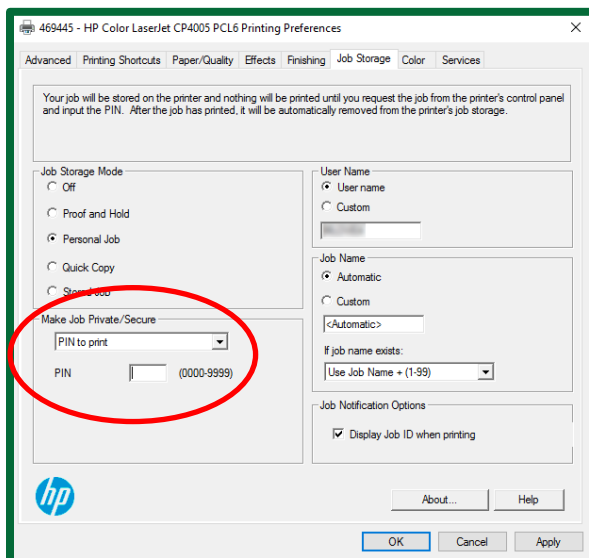 469445 - HP Color LaserJet CP4005 PCL6 Printing Preferences
Advanced Printing Shortcuts Paper/Quality Effects Finishing Job Storage Color Services
Your job will be stored on the printer and nothing will be printed until you request the job from the printer's control panel
and input the PIN. After the job has printed, it will be automatically removed from the printer's job storage.
Job Storage Mode
Off
Proof and Hold
Personal Job
Quick Copy
Stored Job
Make Job Private/Secure
PIN to print
PIN (0000-9999)
User Name
User name
Custom
Job Name
Automatic
Custom
<Automatic>
If job name exists:
Use Job Name + (1-99)
Job Notification Options
Display Job ID when printing
hp
About... Help
OK Cancel Apply